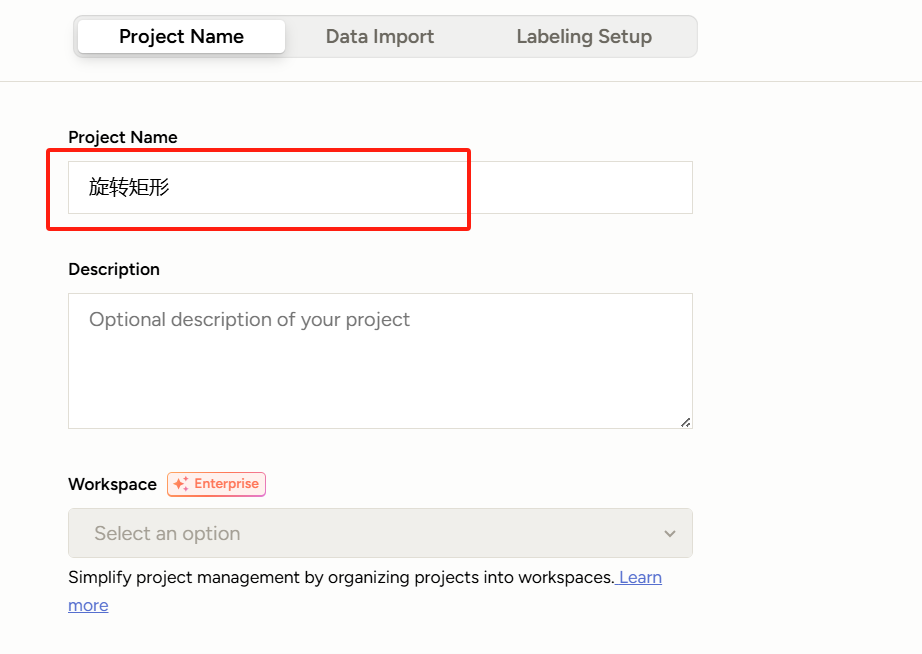 Project Name Data Import Labeling Setup
Project Name
旋转矩形
Description
Optional description of your project
Workspace Enterprise
Select an option
Simplify project management by organizing projects into workspaces. Learn
more